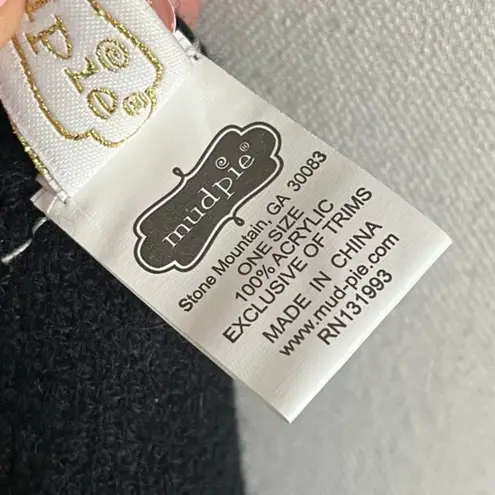 mudpie®
Stone Mountain, GA 30083
ONE SIZE
100% ACRYLIC
EXCLUSIVE OF TRIMS
MADE IN CHINA
www.mud-pie.com
RN131993